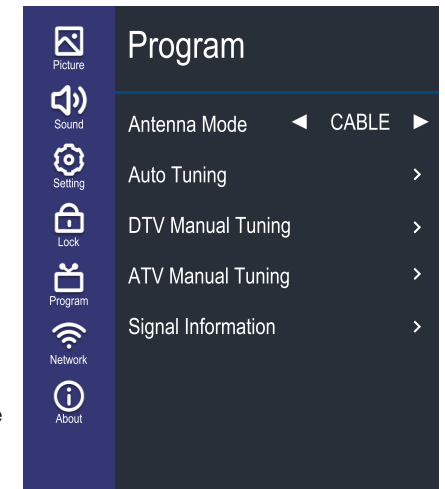 Picture
Sound
Setting
Lock
Program
Network
About
Program
Antenna Mode ◀ CABLE ▶
Auto Tuning >
DTV Manual Tuning >
ATV Manual Tuning >
Signal Information >
e